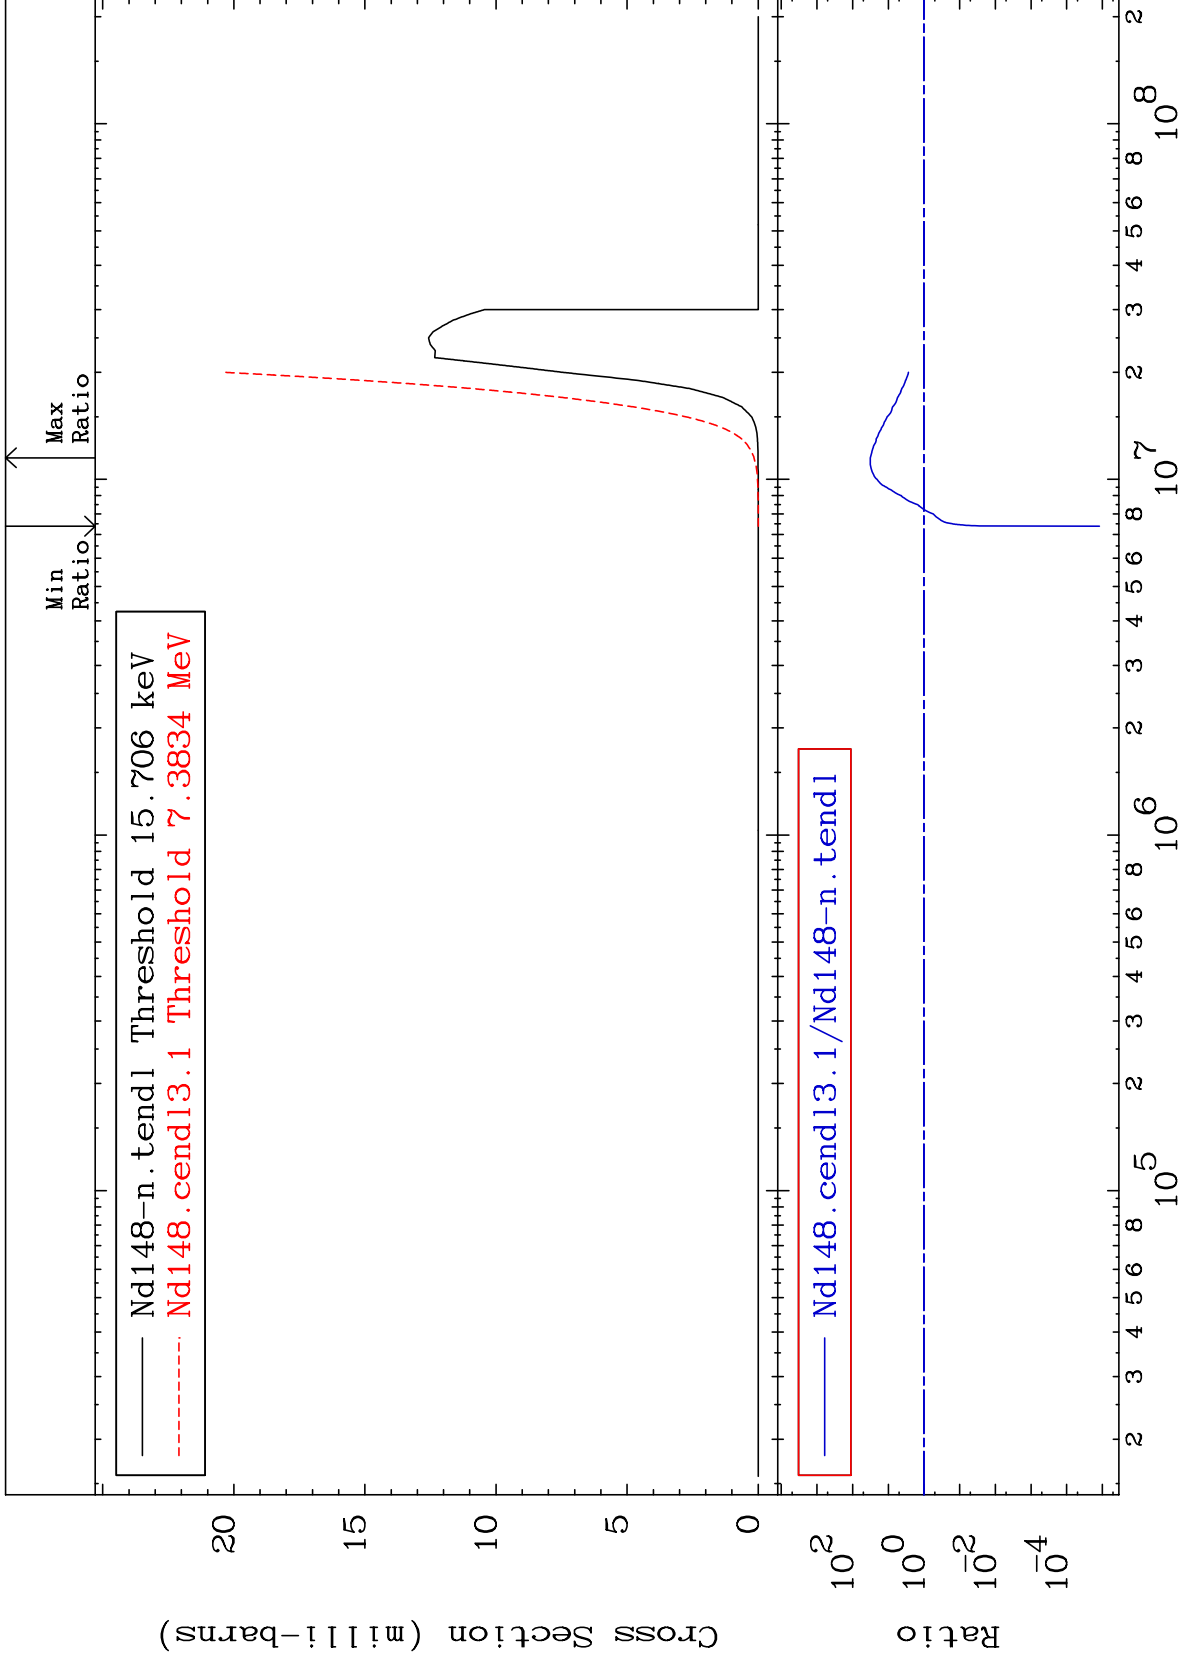 Min
Ratio
Max
Ratio
Nd148-n.tendl Threshold 15.706 keV
Nd148.cendl3.1 Threshold 7.3834 MeV
20
15
10
5
0
Cross Section (milli-barns)
Nd148.cendl3.1/Nd148-n.tendl
10^2
10^0
10^-2
10^-4
Ratio
2 3 4 5 6 8 2 3 4 5 6 8 2 3 4 5 6 8 2 3 4 5 6 8 2
10^5 10^6 10^7 10^8